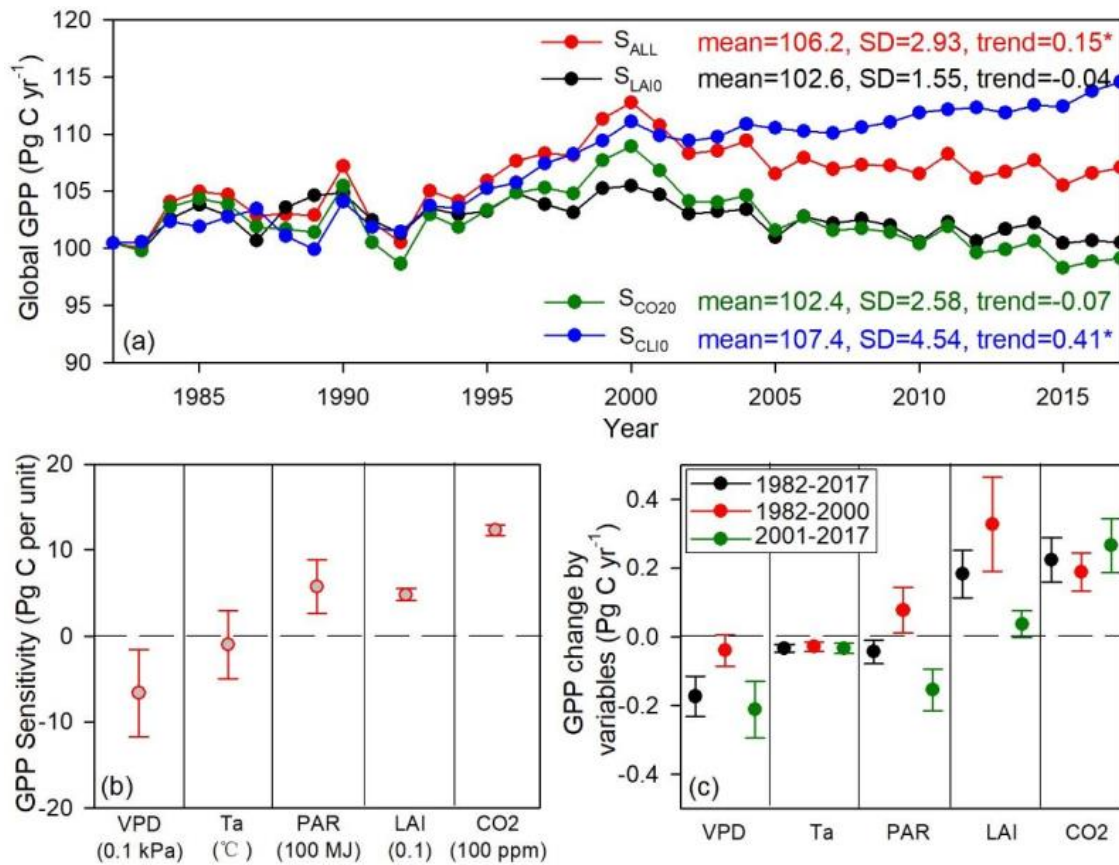 120
115
110
105
100
95
90
Global GPP (Pg C yr⁻¹)
S_ALL mean=106.2, SD=2.93, trend=0.15*
S_LAI0 mean=102.6, SD=1.55, trend=-0.04
S_CO20 mean=102.4, SD=2.58, trend=-0.07
S_CLI0 mean=107.4, SD=4.54, trend=0.41*
(a)
1985 1990 1995 2000 2005 2010 2015
Year
20
10
0
-10
-20
GPP Sensitivity (Pg C per unit)
(b)
VPD Ta PAR LAI CO2
(0.1 kPa) (℃) (100 MJ) (0.1) (100 ppm)
0.4
0.2
0.0
-0.2
-0.4
GPP change by
variables (Pg C yr⁻¹)
1982-2017
1982-2000
2001-2017
(c)
VPD Ta PAR LAI CO2